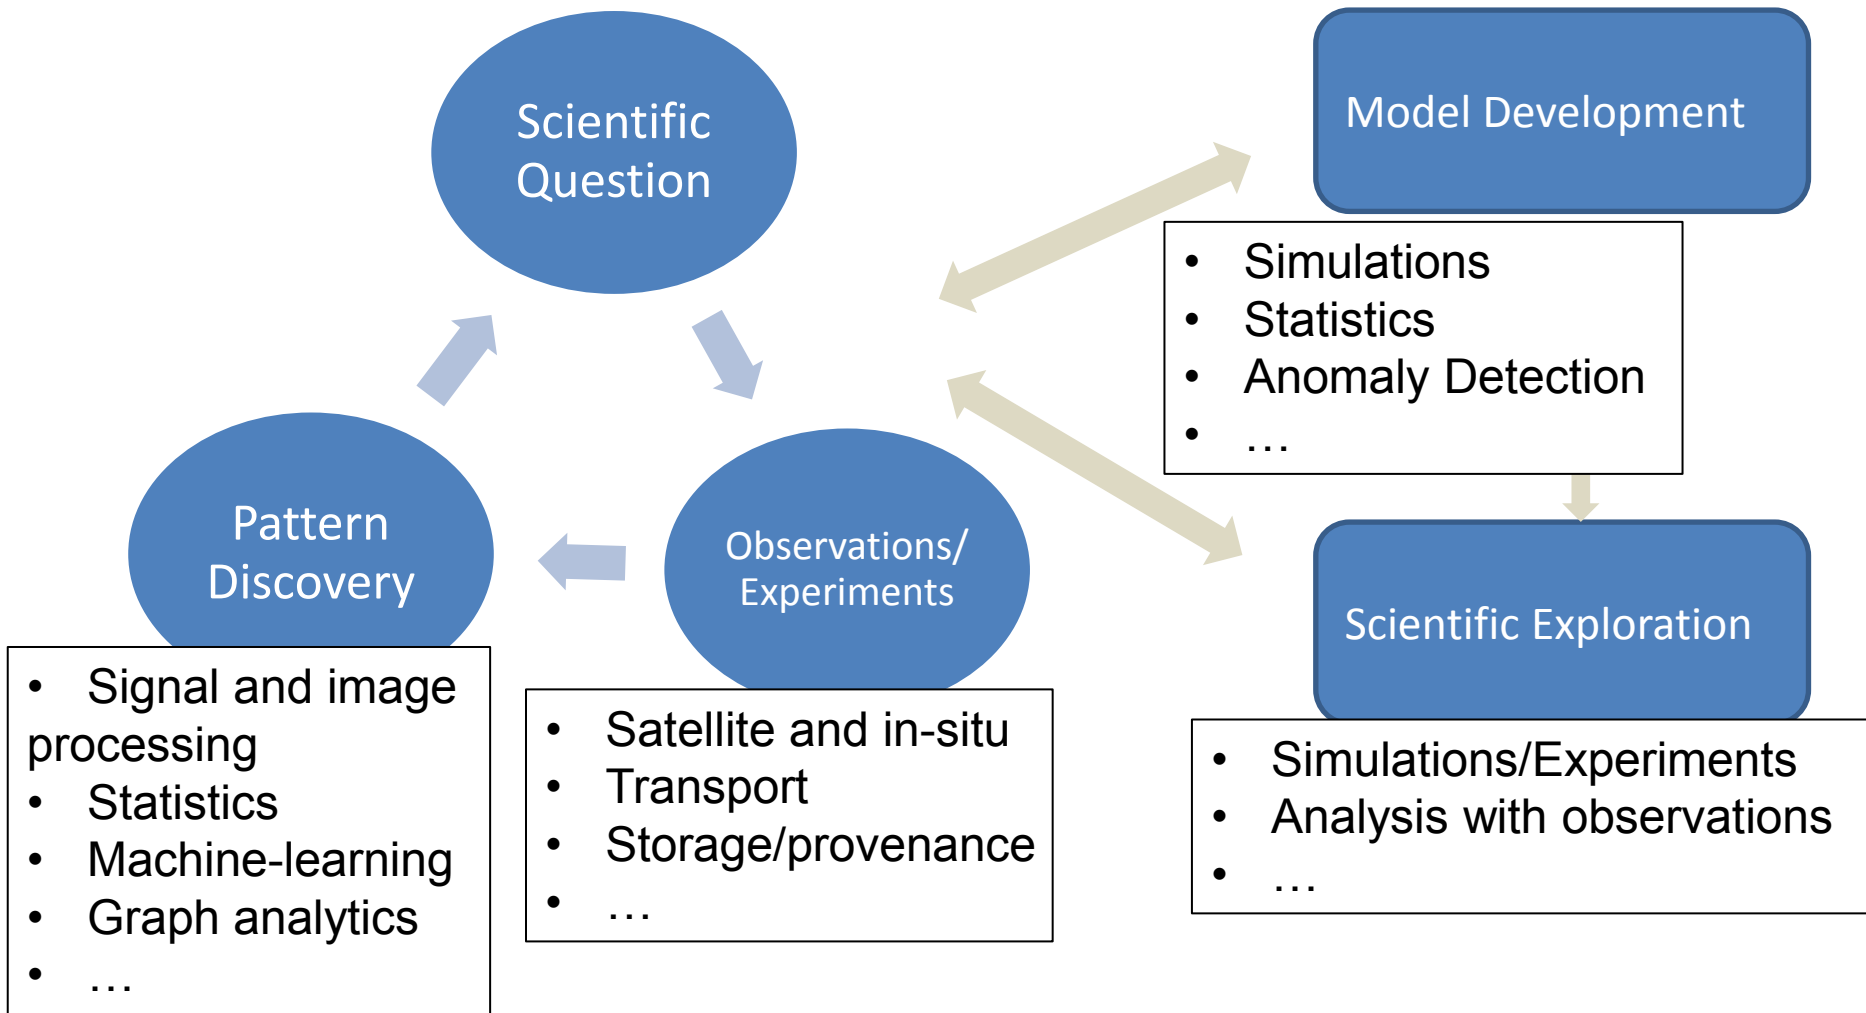 Scientific
Question
Model Development
• Simulations
• Statistics
• Anomaly Detection
• …
Pattern
Discovery
• Signal and image
processing
• Statistics
• Machine-learning
• Graph analytics
• …
Observations/
Experiments
• Satellite and in-situ
• Transport
• Storage/provenance
• …
Scientific Exploration
• Simulations/Experiments
• Analysis with observations
• …